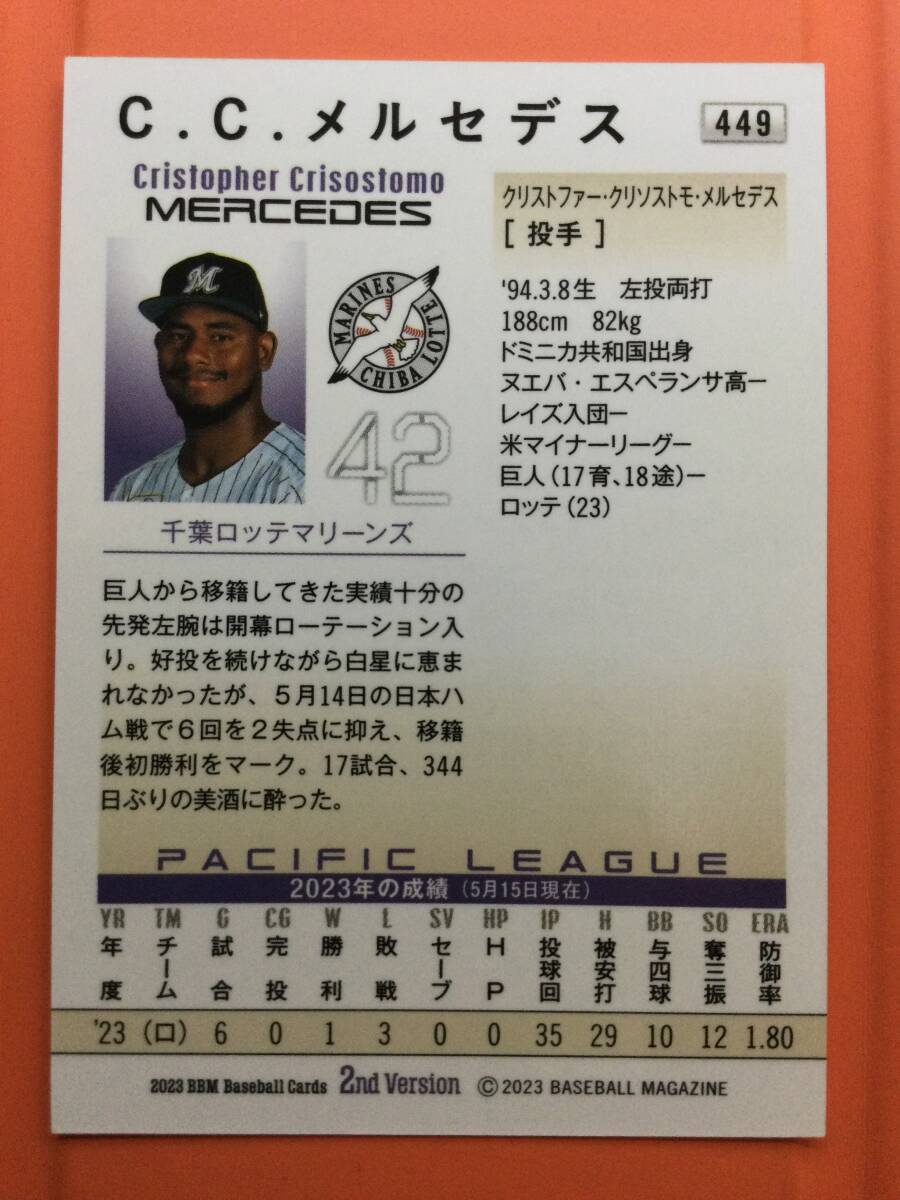 C.C.メルセデス
449
Cristopher Crisostomo
MERCEDES
M
MARINES
CHIBA LOTTE
42
千葉ロッテマリーンズ
クリストファー・クリソストモ・メルセデス
[ 投手 ]
'94.3.8生　左投両打
188cm　82kg
ドミニカ共和国出身
ヌエバ・エスペランサ高ー
レイズ入団ー
米マイナーリーグー
巨人(17育、18途)ー
ロッテ(23)
巨人から移籍してきた実績十分の
先発左腕は開幕ローテーション入
り。好投を続けながら白星に恵ま
れなかったが、5月14日の日本ハ
ム戦で6回を2失点に抑え、移籍
後初勝利をマーク。17試合、344
日ぶりの美酒に酔った。
PACIFIC LEAGUE
2023年の成績(5月15日現在)
YR TM G CG W L SV HP IP H BB SO ERA
年度 チーム 試合 完投 勝利 敗戦 セーブ HP 投球回 被安打 与四球 奪三振 防御率
'23 (ロ) 6 0 1 3 0 0 35 29 10 12 1.80
2023 BBM Baseball Cards 2nd Version ©2023 BASEBALL MAGAZINE